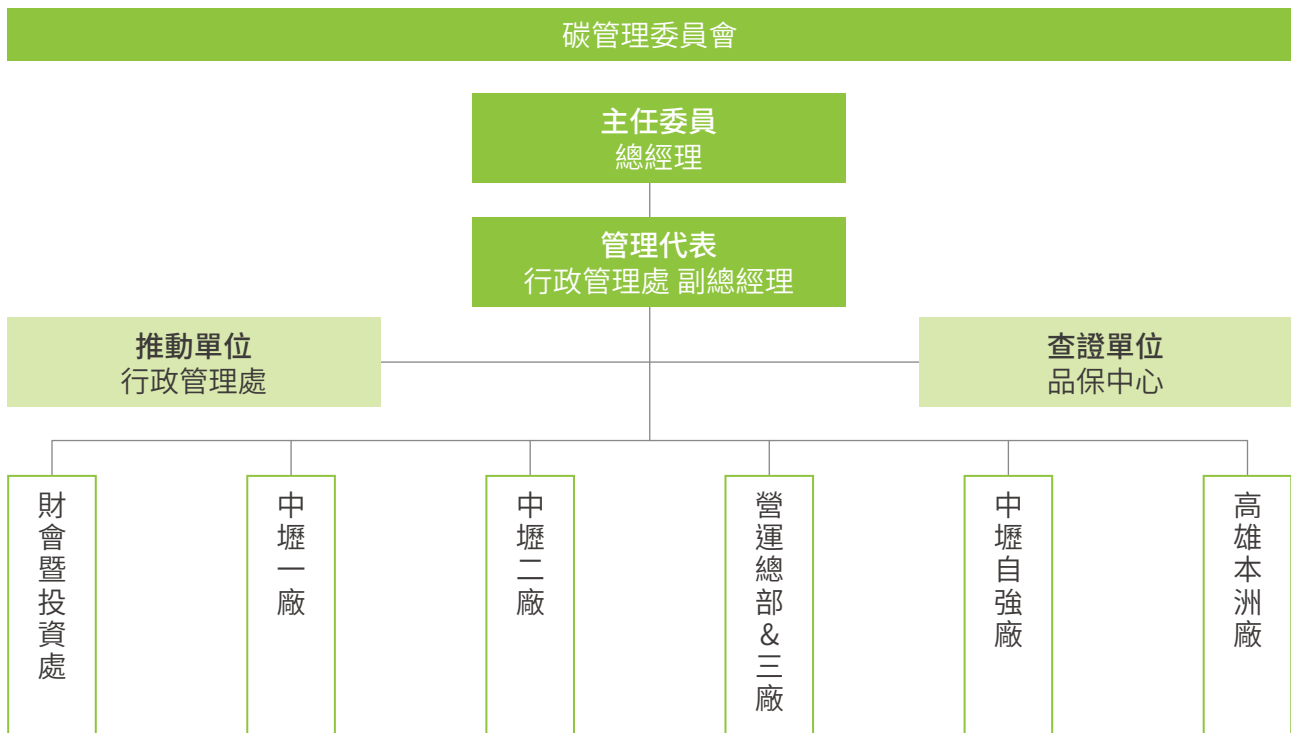 碳管理委員會
主任委員
總經理
管理代表
行政管理處 副總經理
推動單位
行政管理處
查證單位
品保中心
財會暨投資處
中壢一廠
中壢二廠
營運總部&三廠
中壢自強廠
高雄本洲廠